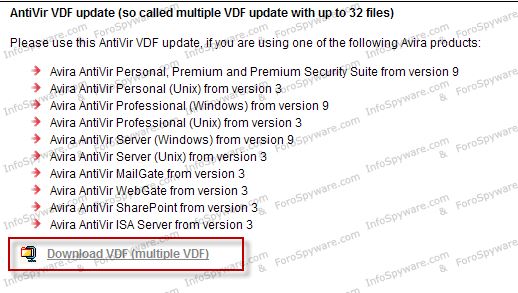 AntiVir VDF update (so called multiple VDF update with up to 32 files)
Please use this AntiVir VDF update, if you are using one of the following Avira products:
Avira AntiVir Personal, Premium and Premium Security Suite from version 9
Avira AntiVir Personal (Unix) from version 3
Avira AntiVir Professional (Windows) from version 9
Avira AntiVir Professional (Unix) from version 3
Avira AntiVir Server (Windows) from version 9
Avira AntiVir Server (Unix) from version 3
Avira AntiVir MailGate from version 3
Avira AntiVir WebGate from version 3
Avira AntiVir SharePoint from version 3
Avira AntiVir ISA Server from version 3
Download VDF (multiple VDF)
InfoSpyware.com & ForoSpyware.com